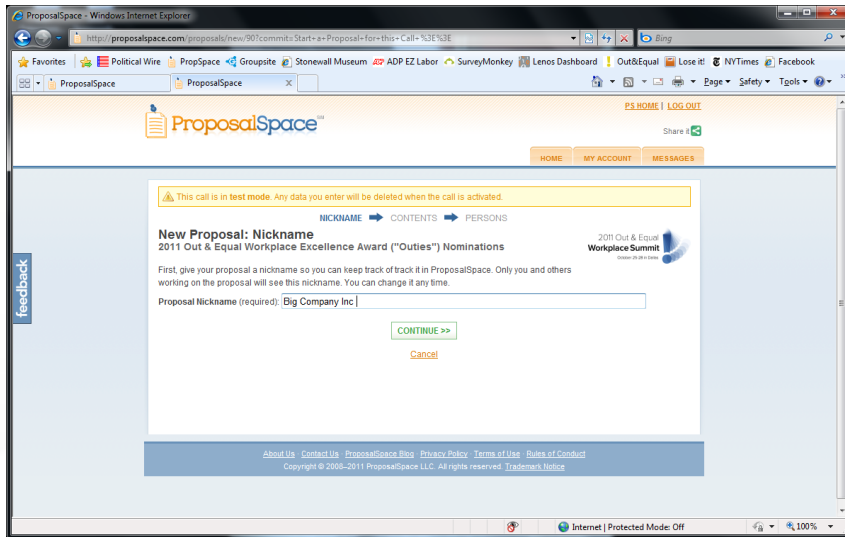 ProposalSpace - Windows Internet Explorer
http://proposalspace.com/proposals/new/90?commit=Start+a+Proposal+for+this+Call+%3E%3E
Bing
Favorites Political Wire PropSpace Groupsite Stonewall Museum ADP EZ Labor SurveyMonkey Lenos Dashboard Out&Equal Lose it! NYTimes Facebook
ProposalSpace ProposalSpace X Page Safety Tools
PS HOME | LOG OUT
ProposalSpace
Share it
HOME MY ACCOUNT MESSAGES
This call is in test mode. Any data you enter will be deleted when the call is activated.
NICKNAME CONTENTS PERSONS
New Proposal: Nickname
2011 Out & Equal Workplace Excellence Award ("Outies") Nominations
2011 Out & Equal
Workplace Summit
First, give your proposal a nickname so you can keep track of track it in ProposalSpace. Only you and others
working on the proposal will see this nickname. You can change it any time.
Proposal Nickname (required): Big Company Inc
CONTINUE >>
Cancel
feedback
About Us · Contact Us · ProposalSpace Blog · Privacy Policy · Terms of Use · Rules of Conduct
Copyright © 2008–2011 ProposalSpace LLC. All rights reserved. Trademark Notice
Internet | Protected Mode: Off 100%